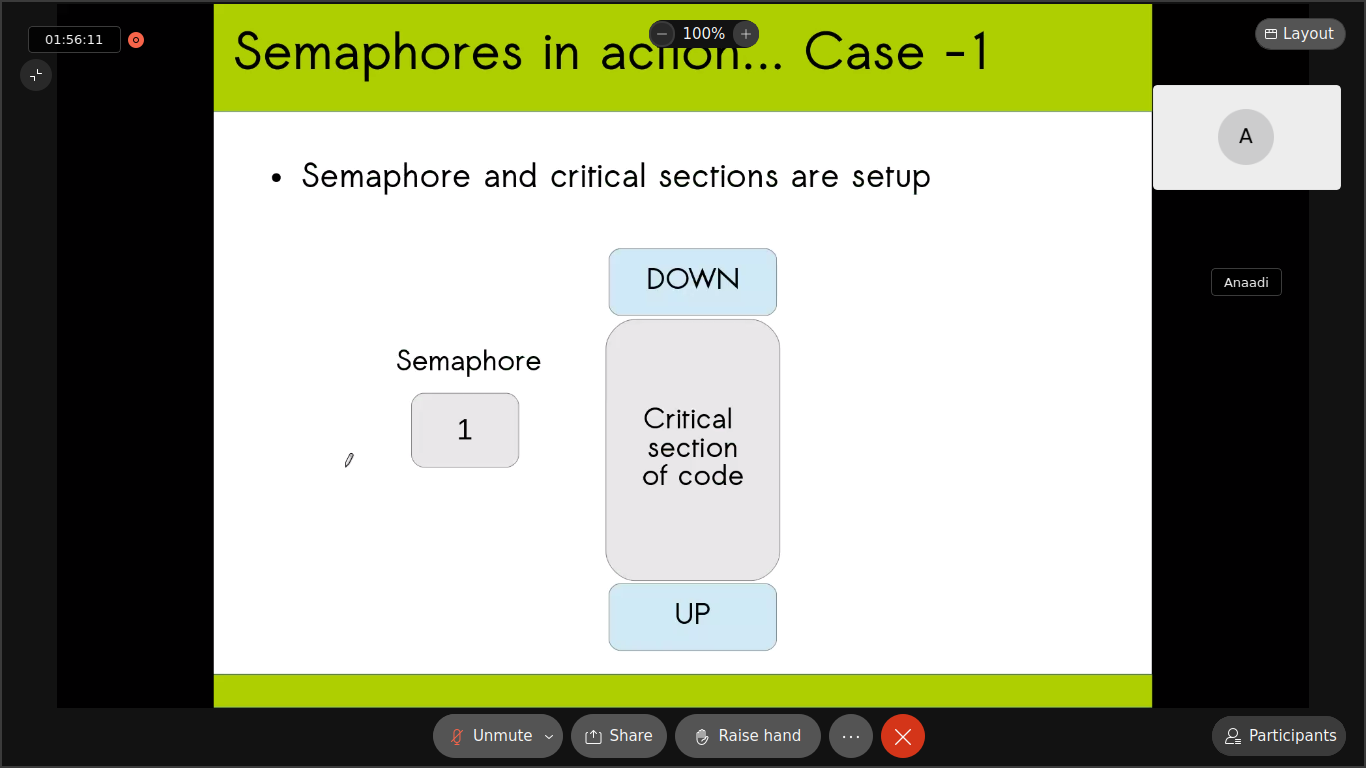 01:56:11
100%
Layout
Semaphores in action... Case -1
A
• Semaphore and critical sections are setup
Anaadi
DOWN
Semaphore
1
Critical
section
of code
UP
Unmute
Share
Raise hand
Participants